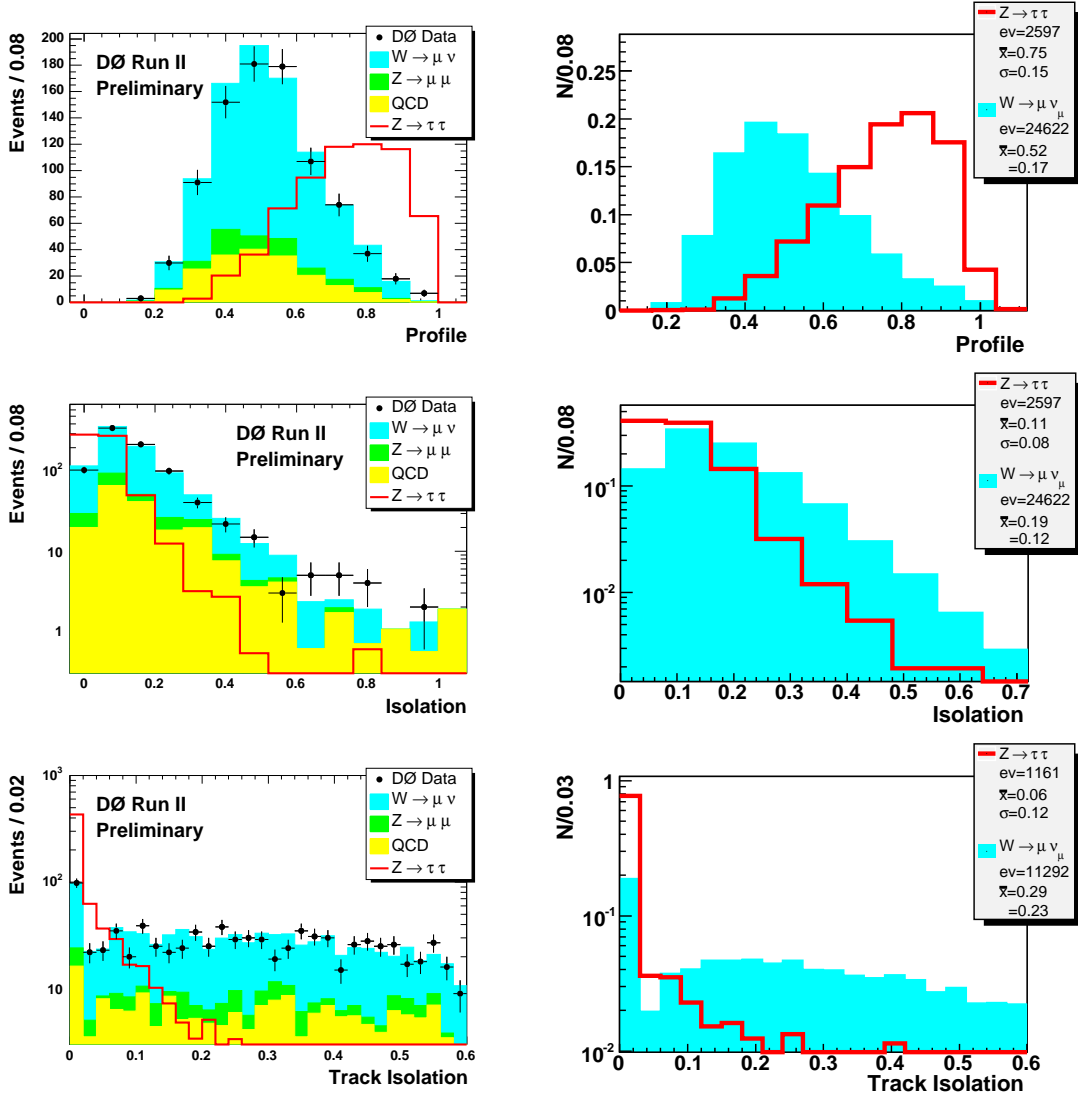 Events / 0.08
200
180
160
140
120
100
80
60
40
20
0
DØ Run II
Preliminary
DØ Data
W → μ ν
Z → μ μ
QCD
Z → τ τ
0.2
0.4
0.6
0.8
1
Profile
N/0.08
0.25
0.2
0.15
0.1
0.05
0
0.2
0.4
0.6
0.8
1
Profile
Z → τ τ
ev=2597
x̄=0.75
σ=0.15
W → μ ν_μ
ev=24622
x̄=0.52
=0.17
Events / 0.08
10²
10
1
DØ Run II
Preliminary
DØ Data
W → μ ν
Z → μ μ
QCD
Z → τ τ
0
0.2
0.4
0.6
0.8
1
Isolation
N/0.08
10⁻¹
10⁻²
0
0.1
0.2
0.3
0.4
0.5
0.6
0.7
Isolation
Z → τ τ
ev=2597
x̄=0.11
σ=0.08
W → μ ν_μ
ev=24622
x̄=0.19
=0.12
Events / 0.02
10³
10²
10
DØ Run II
Preliminary
DØ Data
W → μ ν
Z → μ μ
QCD
Z → τ τ
0
0.1
0.2
0.3
0.4
0.5
0.6
Track Isolation
N/0.03
1
10⁻¹
10⁻²
0
0.1
0.2
0.3
0.4
0.5
0.6
Track Isolation
Z → τ τ
ev=1161
x̄=0.06
σ=0.12
W → μ ν_μ
ev=11292
x̄=0.29
=0.23